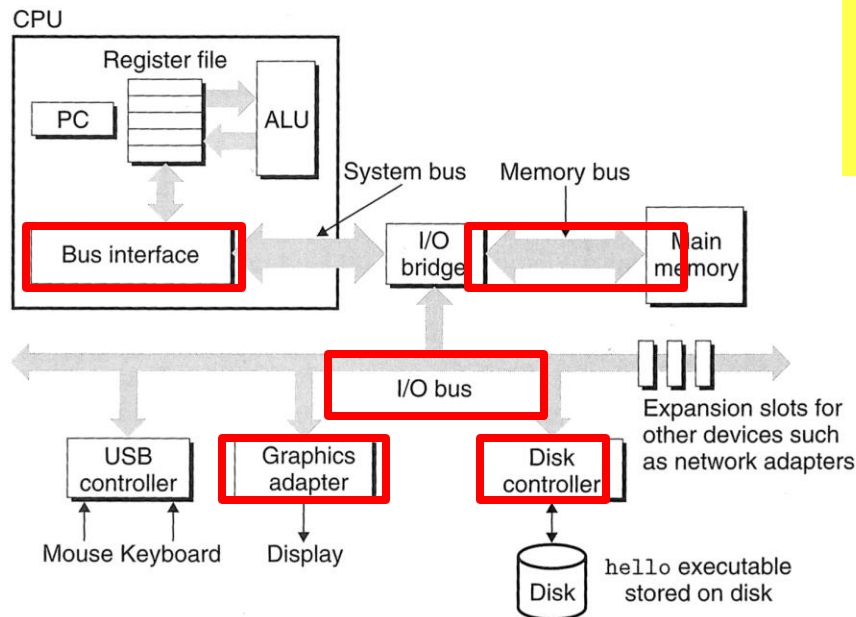 CPU
Register file
PC
ALU
System bus
Memory bus
Bus interface
I/O
bridge
Main
memory
I/O bus
Expansion slots for
other devices such
as network adapters
USB
controller
Graphics
adapter
Disk
controller
Mouse Keyboard
Display
Disk
hello executable
stored on disk